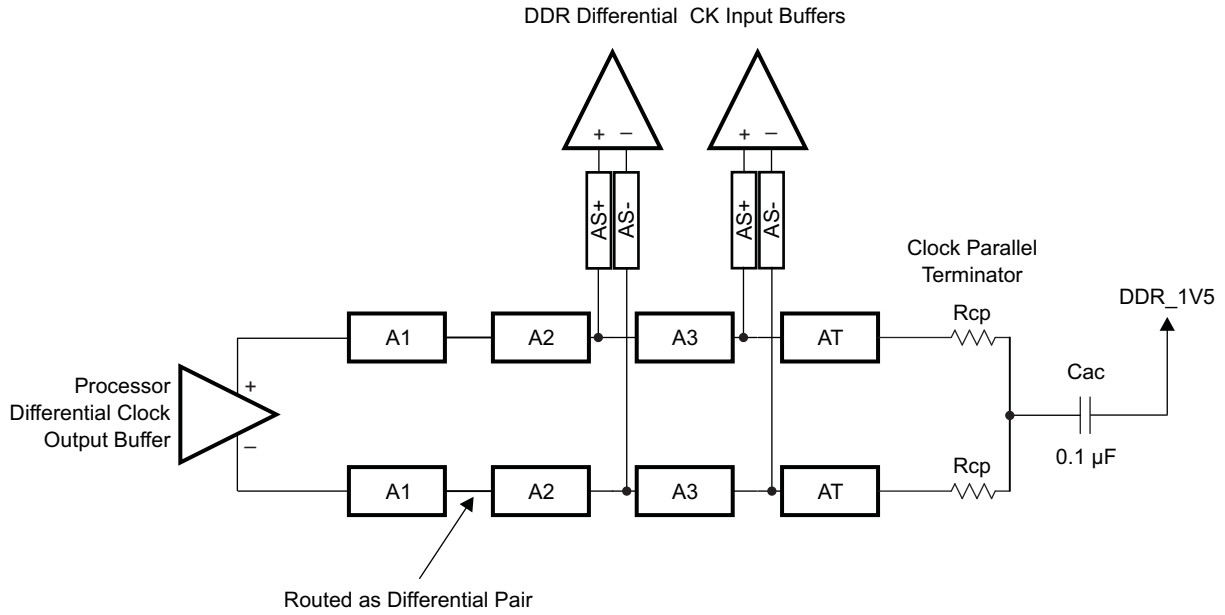 DDR Differential CK Input Buffers
+ −
+ −
AS+
AS-
AS+
AS-
Clock Parallel
Terminator
DDR_1V5
A1
A2
A3
AT
Rcp
Processor
Differential Clock
Output Buffer
+
−
Cac
0.1 µF
A1
A2
A3
AT
Rcp
Routed as Differential Pair